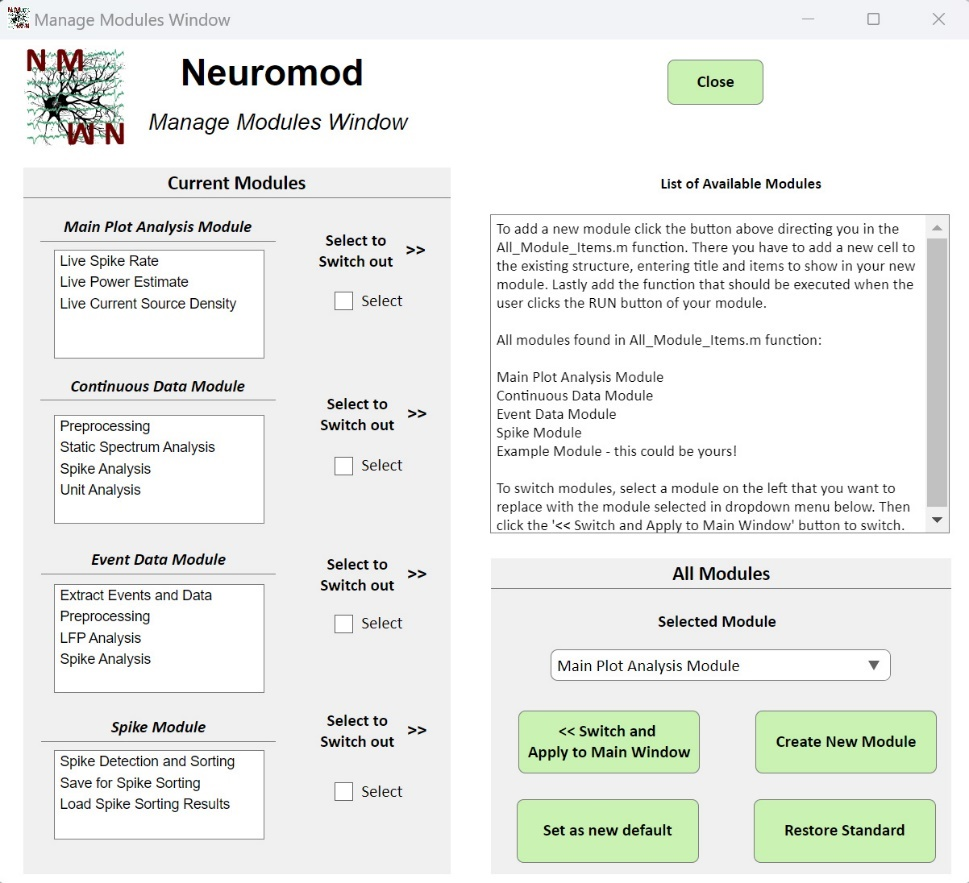 Manage Modules Window
N M
M N
Neuromod
Manage Modules Window
Close
Current Modules
Main Plot Analysis Module
Live Spike Rate
Live Power Estimate
Live Current Source Density
Select to
Switch out
>>
Select
Continuous Data Module
Preprocessing
Static Spectrum Analysis
Spike Analysis
Unit Analysis
Select to
Switch out
>>
Select
Event Data Module
Extract Events and Data
Preprocessing
LFP Analysis
Spike Analysis
Select to
Switch out
>>
Select
Spike Module
Spike Detection and Sorting
Save for Spike Sorting
Load Spike Sorting Results
Select to
Switch out
>>
Select
List of Available Modules
To add a new module click the button above directing you in the
All_Module_Items.m function. There you have to add a new cell to
the existing structure, entering title and items to show in your new
module. Lastly add the function that should be executed when the
user clicks the RUN button of your module.
All modules found in All_Module_Items.m function:
Main Plot Analysis Module
Continuous Data Module
Event Data Module
Spike Module
Example Module - this could be yours!
To switch modules, select a module on the left that you want to
replace with the module selected in dropdown menu below. Then
click the '<< Switch and Apply to Main Window' button to switch.
All Modules
Selected Module
Main Plot Analysis Module
<< Switch and
Apply to Main Window
Create New Module
Set as new default
Restore Standard